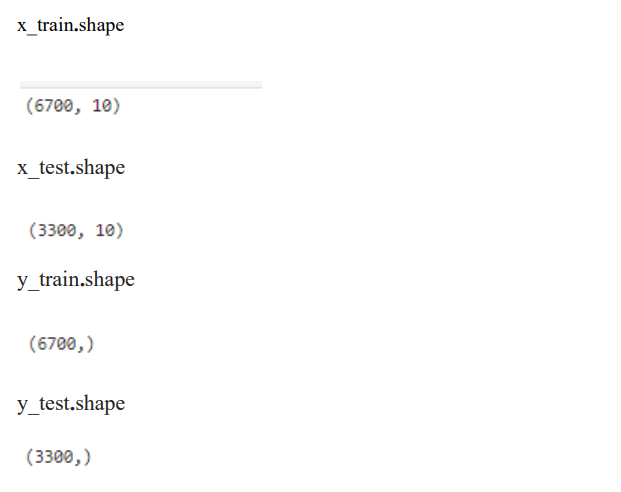 x_train.shape
(6700, 10)
x_test.shape
(3300, 10)
y_train.shape
(6700,)
y_test.shape
(3300,)